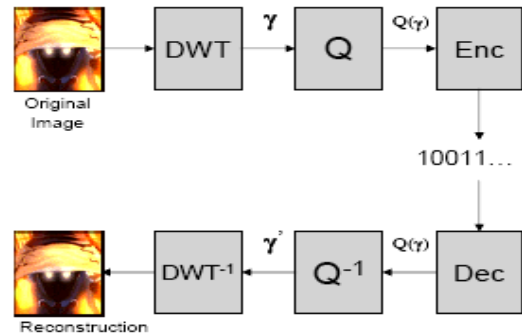 DWT
γ
Q
Q(γ)
Enc
Original
Image
10011...
DWT⁻¹
γ'
Q⁻¹
Q(γ)
Dec
Reconstruction